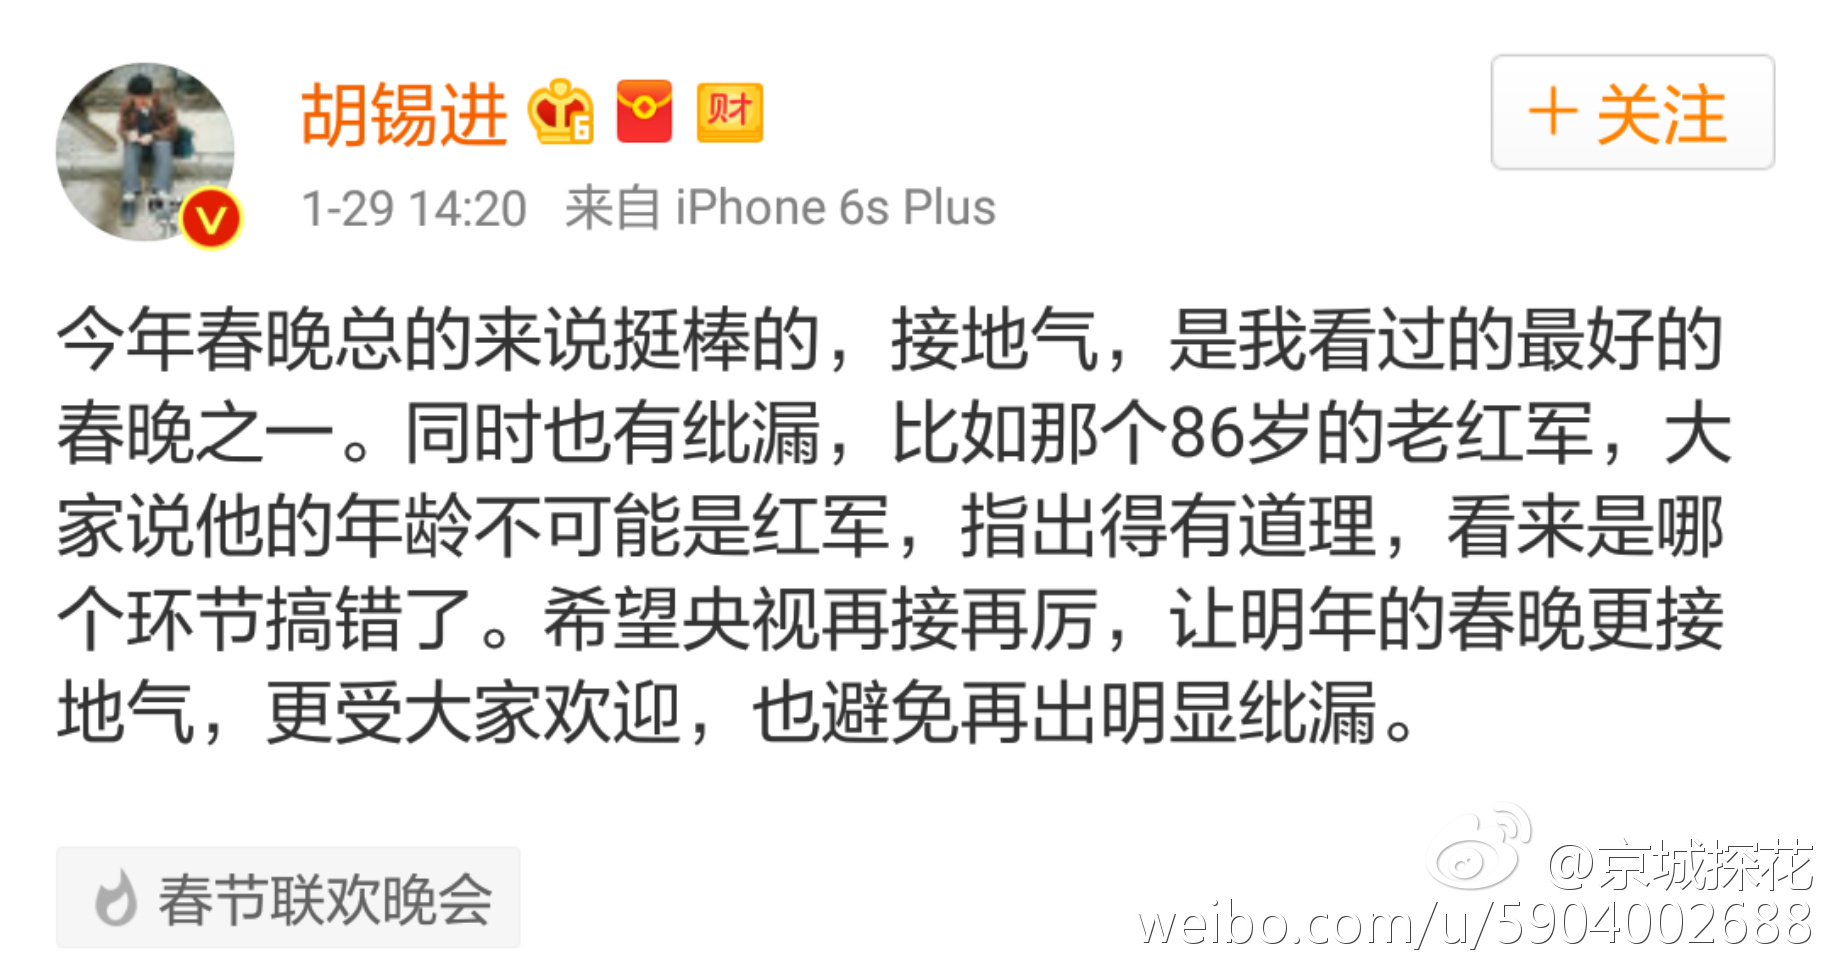 胡锡进
6
财
+ 关注
1-29 14:20 来自 iPhone 6s Plus
今年春晚总的来说挺棒的，接地气，是我看过的最好的
春晚之一。同时也有纰漏，比如那个86岁的老红军，大
家说他的年龄不可能是红军，指出得有道理，看来是哪
个环节搞错了。希望央视再接再厉，让明年的春晚更接
地气，更受大家欢迎，也避免再出明显纰漏。
春节联欢晚会
@京城探花
weibo.com/u/5904002688